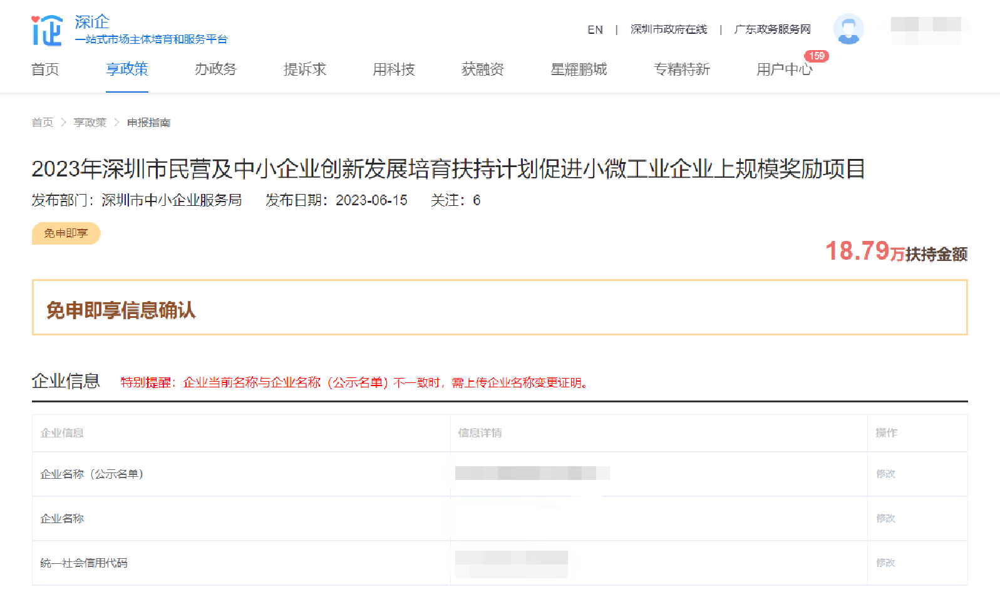 深i企
一站式市场主体培育和服务平台
EN | 深圳市政府在线 | 广东政务服务网
首页 享政策 办政务 提诉求 用科技 获融资 星耀鹏城 专精特新 用户中心 159
首页 > 享政策 > 申报指南
2023年深圳市民营及中小企业创新发展培育扶持计划促进小微工业企业上规模奖励项目
发布部门：深圳市中小企业服务局 发布日期：2023-06-15 关注：6
免申即享
18.79万扶持金额
免申即享信息确认
企业信息 特别提醒：企业当前名称与企业名称（公示名单）不一致时，需上传企业名称变更证明。
企业信息 信息详情 操作
企业名称（公示名单） 修改
企业名称 修改
统一社会信用代码 修改